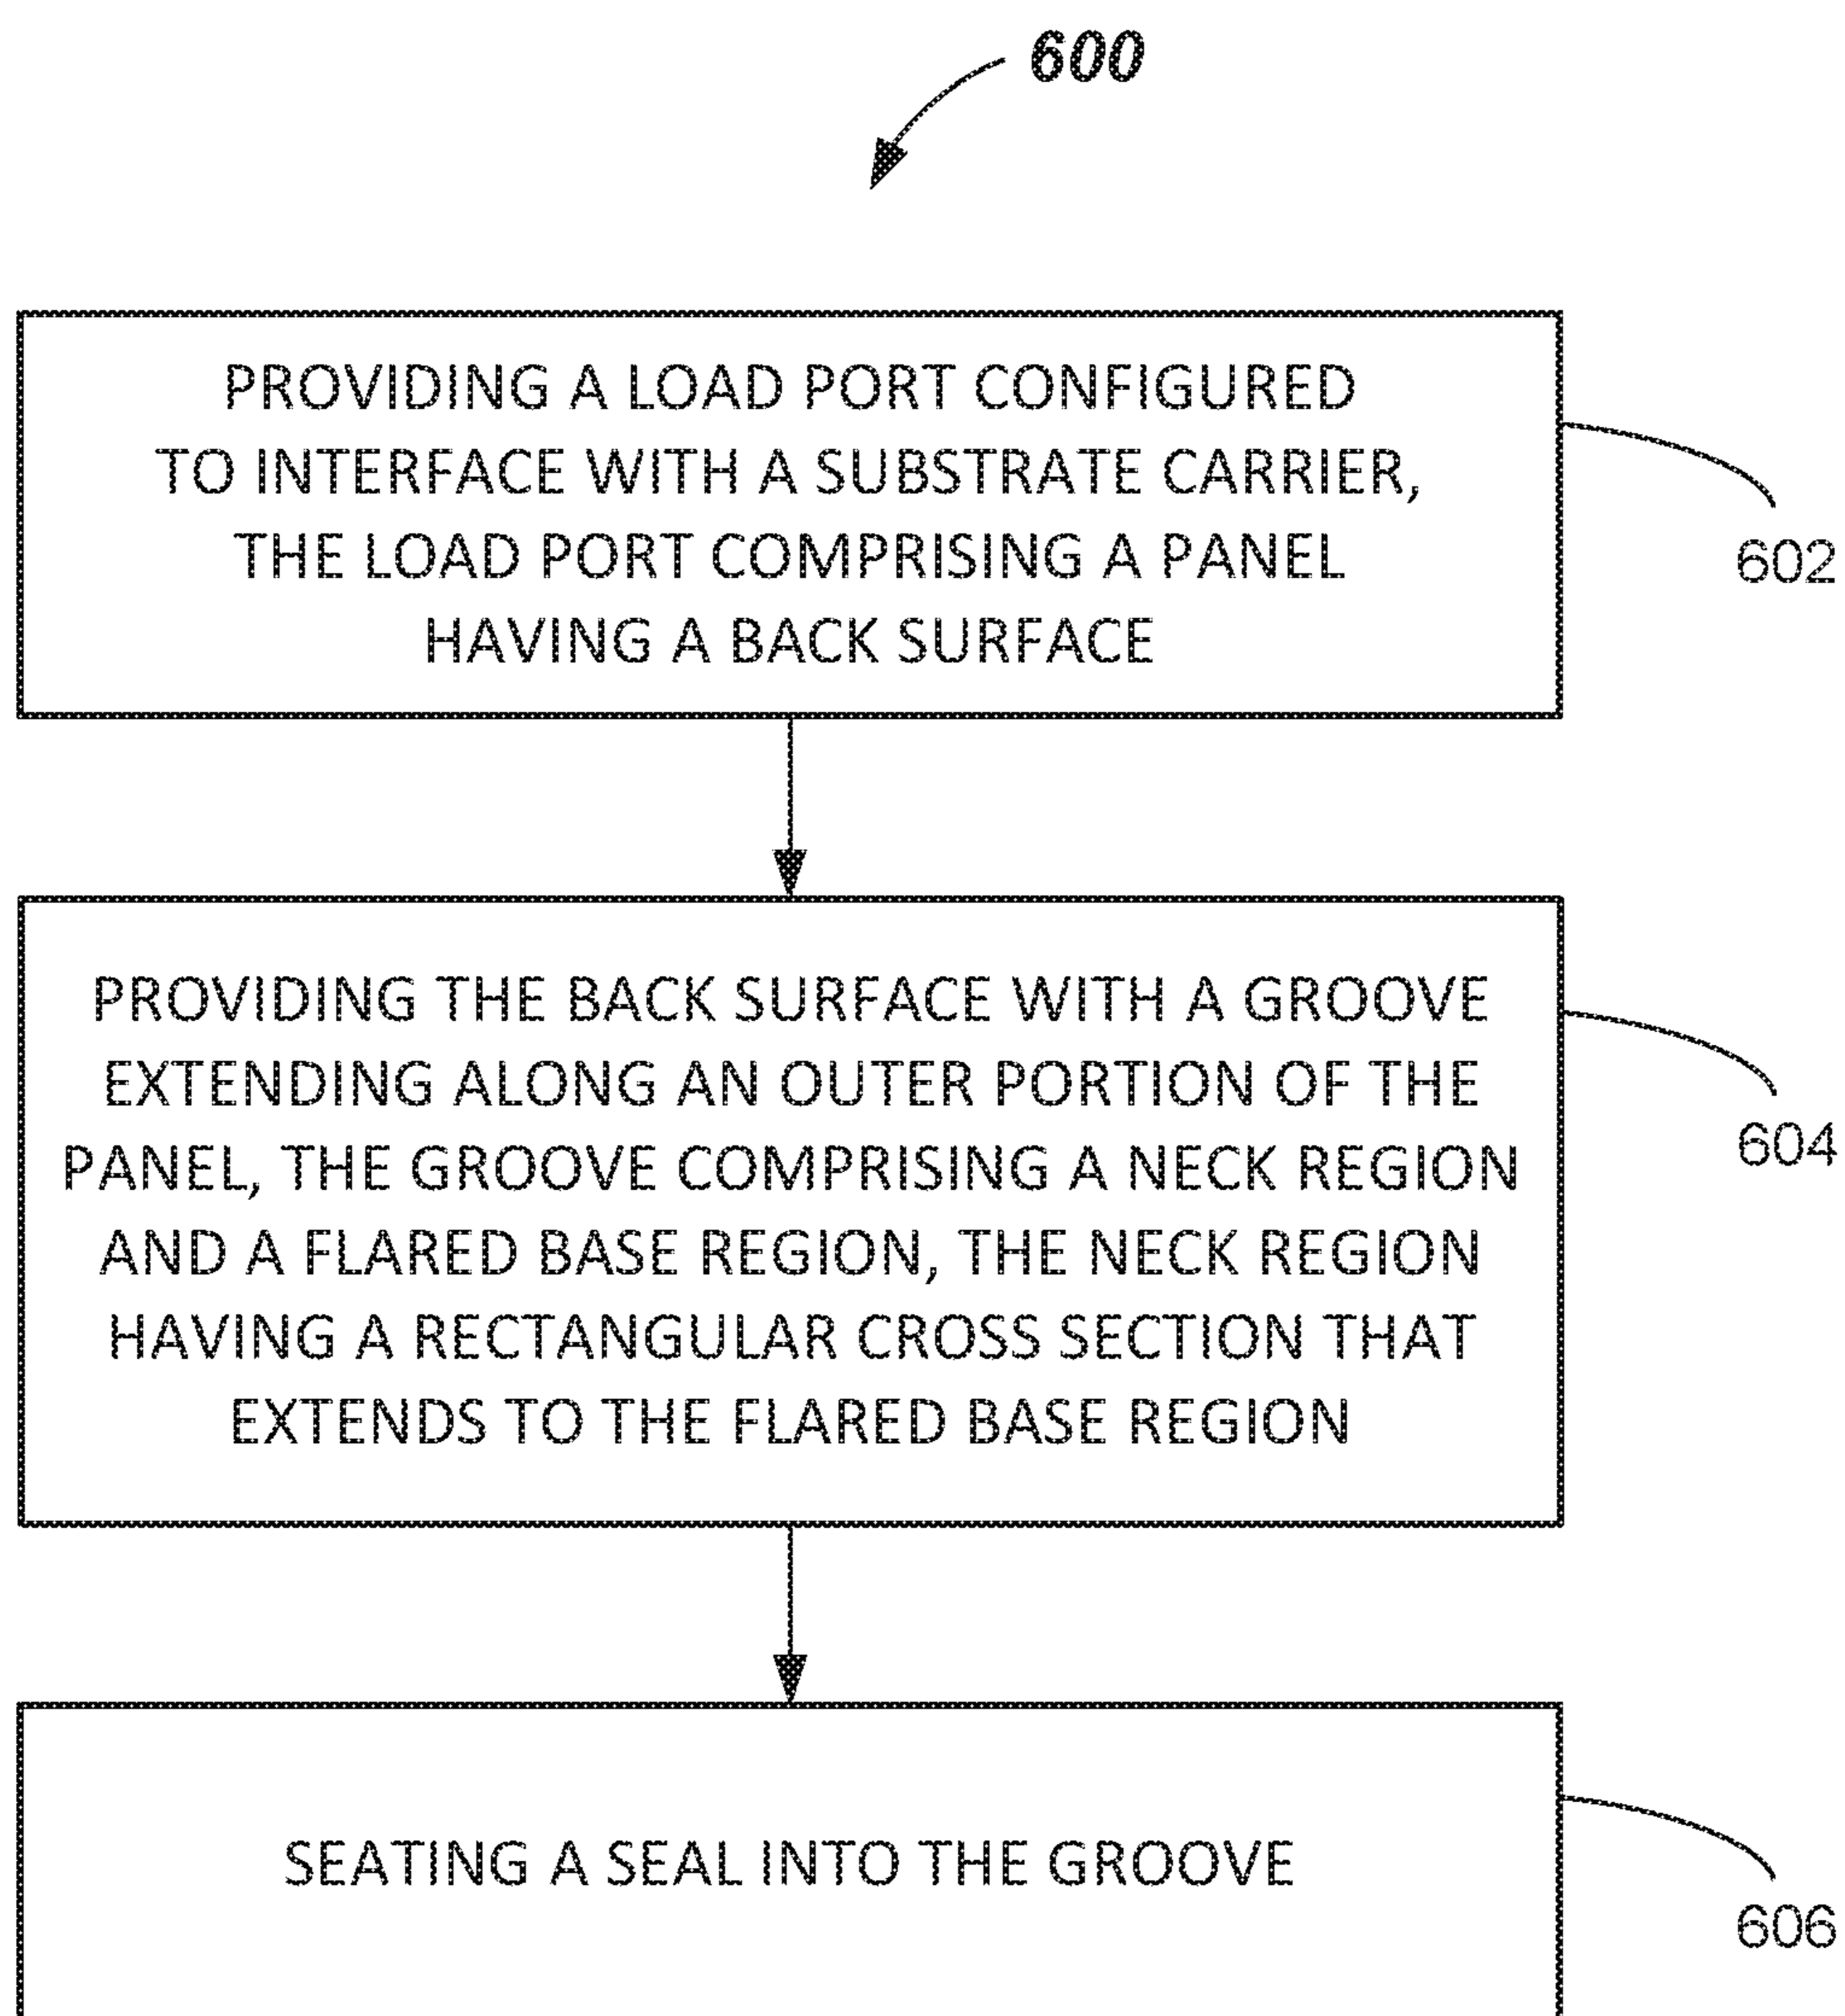 600
PROVIDING A LOAD PORT CONFIGURED
TO INTERFACE WITH A SUBSTRATE CARRIER,
THE LOAD PORT COMPRISING A PANEL
HAVING A BACK SURFACE
602
PROVIDING THE BACK SURFACE WITH A GROOVE
EXTENDING ALONG AN OUTER PORTION OF THE
PANEL, THE GROOVE COMPRISING A NECK REGION
AND A FLARED BASE REGION, THE NECK REGION
HAVING A RECTANGULAR CROSS SECTION THAT
EXTENDS TO THE FLARED BASE REGION
604
SEATING A SEAL INTO THE GROOVE
606